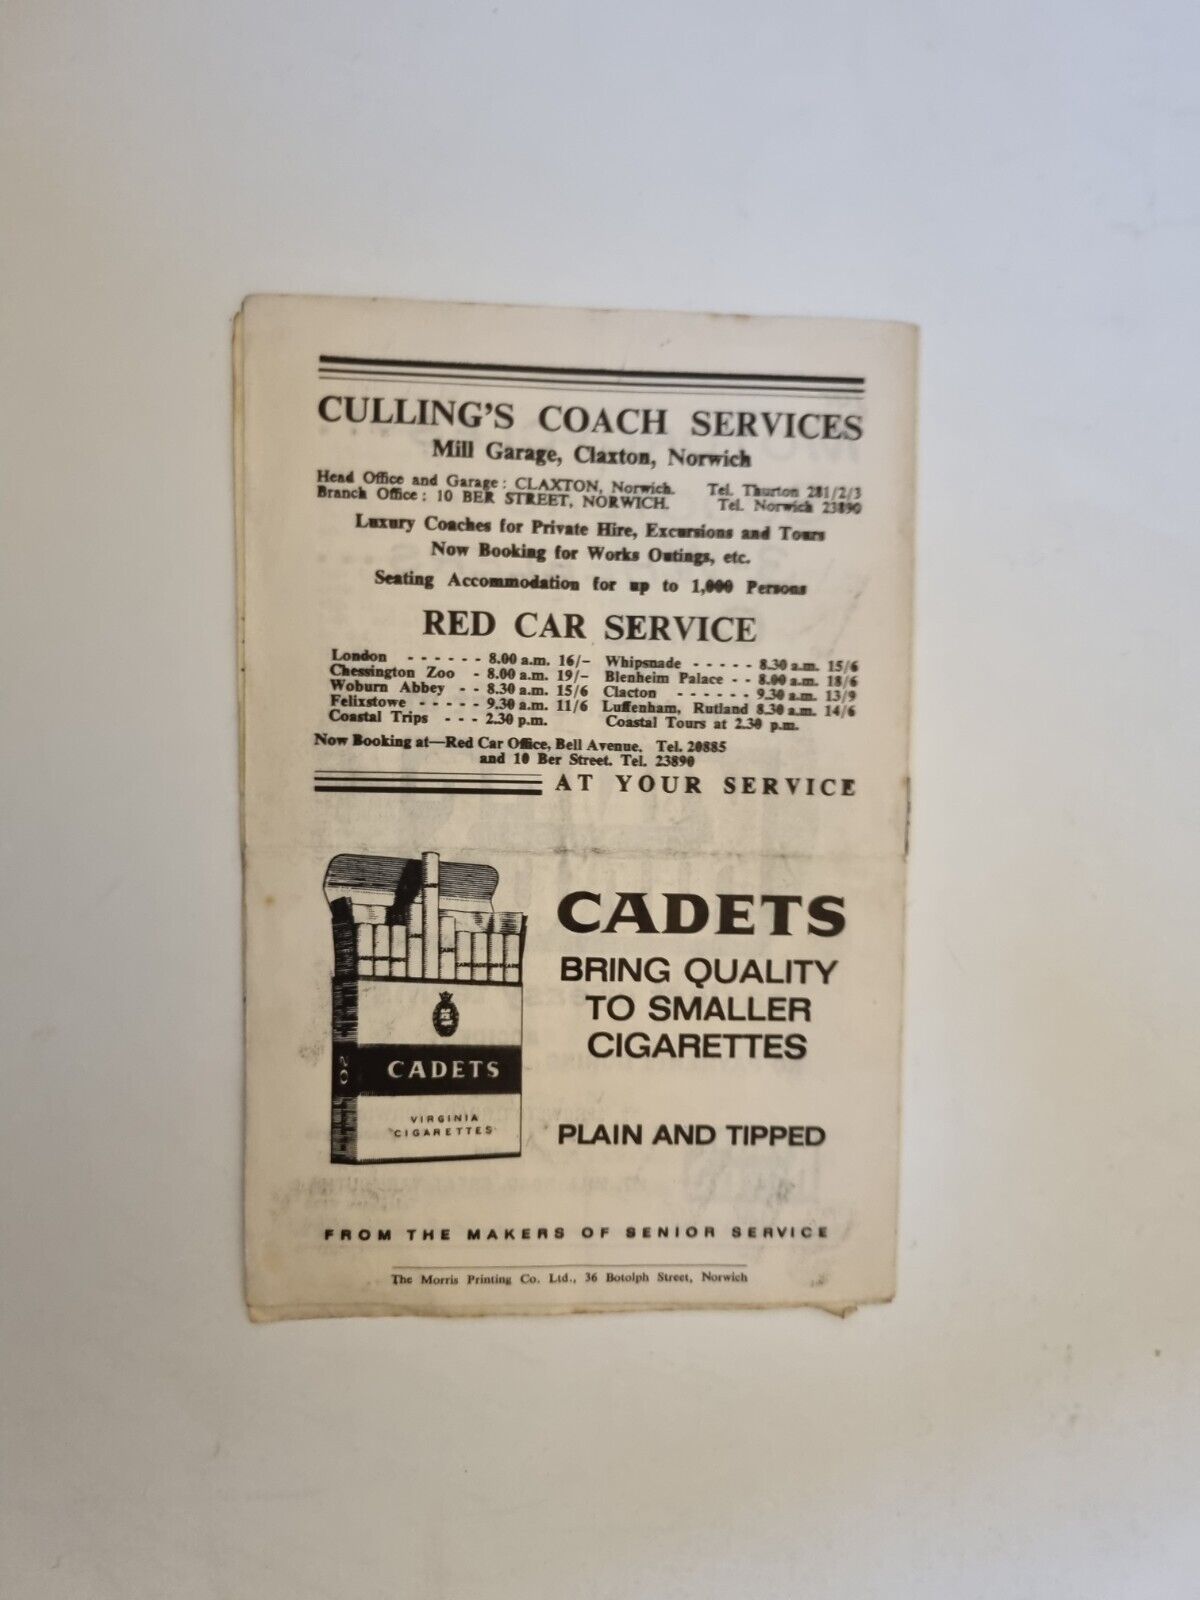 CULLING'S COACH SERVICES
Mill Garage, Claxton, Norwich
Head Office and Garage: CLAXTON, Norwich. Tel. Thurton 281/2/3
Branch Office: 10 BER STREET, NORWICH. Tel. Norwich 23890
Luxury Coaches for Private Hire, Excursions and Tours
Now Booking for Works Outings, etc.
Seating Accommodation for up to 1,000 Persons
RED CAR SERVICE
London - - - - - - 8.00 a.m. 16/-
Chessington Zoo - 8.00 a.m. 19/-
Woburn Abbey - - 8.30 a.m. 15/6
Felixstowe - - - - - 9.30 a.m. 11/6
Coastal Trips - - - 2.30 p.m.
Whipsnade - - - - - 8.30 a.m. 15/6
Blenheim Palace - - 8.00 a.m. 18/6
Clacton - - - - - - 9.30 a.m. 13/9
Luffenham, Rutland 8.30 a.m. 14/6
Coastal Tours at 2.30 p.m.
Now Booking at—Red Car Office, Bell Avenue. Tel. 20885
and 10 Ber Street. Tel. 23890
AT YOUR SERVICE
CADETS
BRING QUALITY
TO SMALLER
CIGARETTES
PLAIN AND TIPPED
20
CADETS
VIRGINIA
CIGARETTES
FROM THE MAKERS OF SENIOR SERVICE
The Morris Printing Co. Ltd., 36 Botolph Street, Norwich